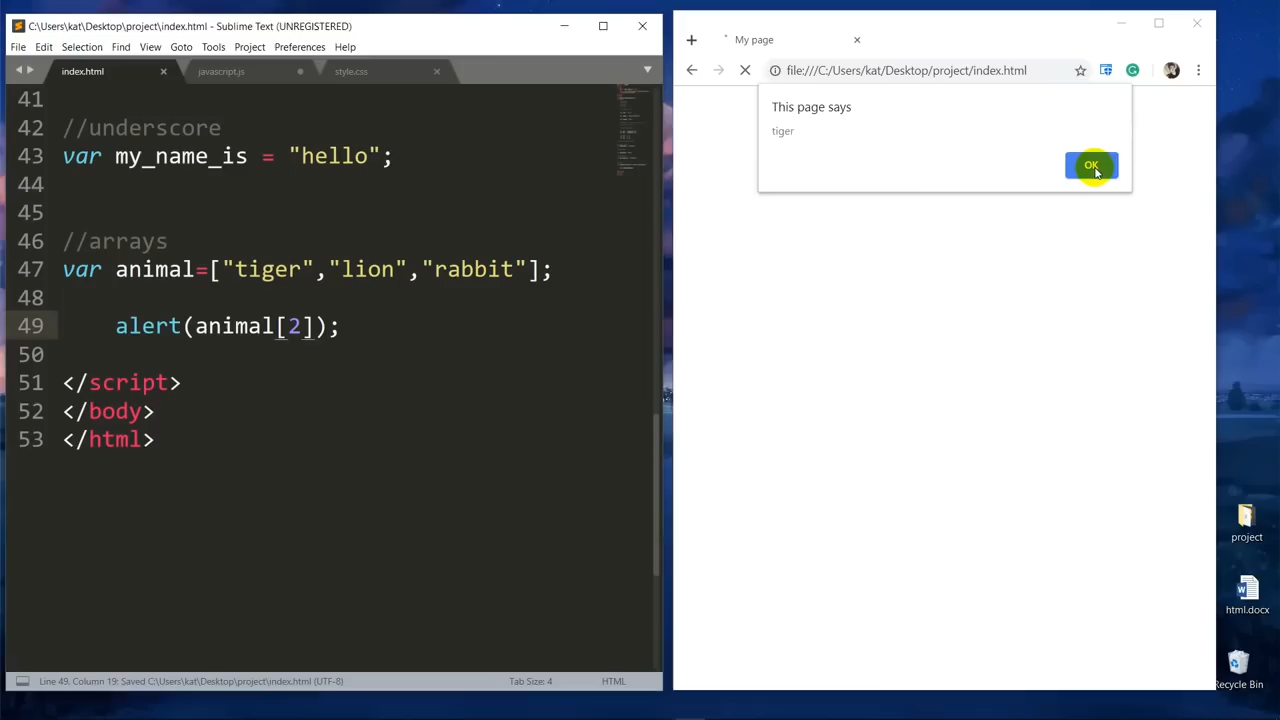 C:\Users\kat\Desktop\project\index.html - Sublime Text (UNREGISTERED)
File Edit Selection Find View Goto Tools Project Preferences Help
index.html javascript.js style.css
41
42 //underscore
43 var my_name_is = "hello";
44
45
46 //arrays
47 var animal=["tiger","lion","rabbit"];
48
49 alert(animal[2]);
50
51 </script>
52 </body>
53 </html>
Line 49, Column 19: Saved C:\Users\kat\Desktop\project\index.html (UTF-8) Tab Size: 4 HTML
My page
file:///C:/Users/kat/Desktop/project/index.html
This page says
tiger
OK
project
html.docx
Recycle Bin